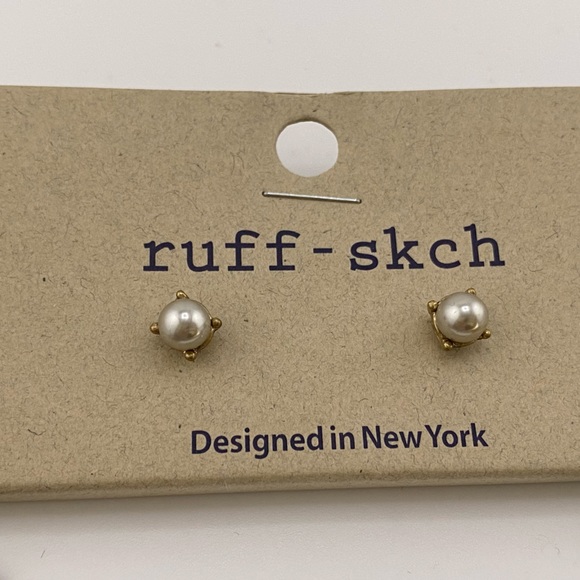 ruff-skch
Designed in New York